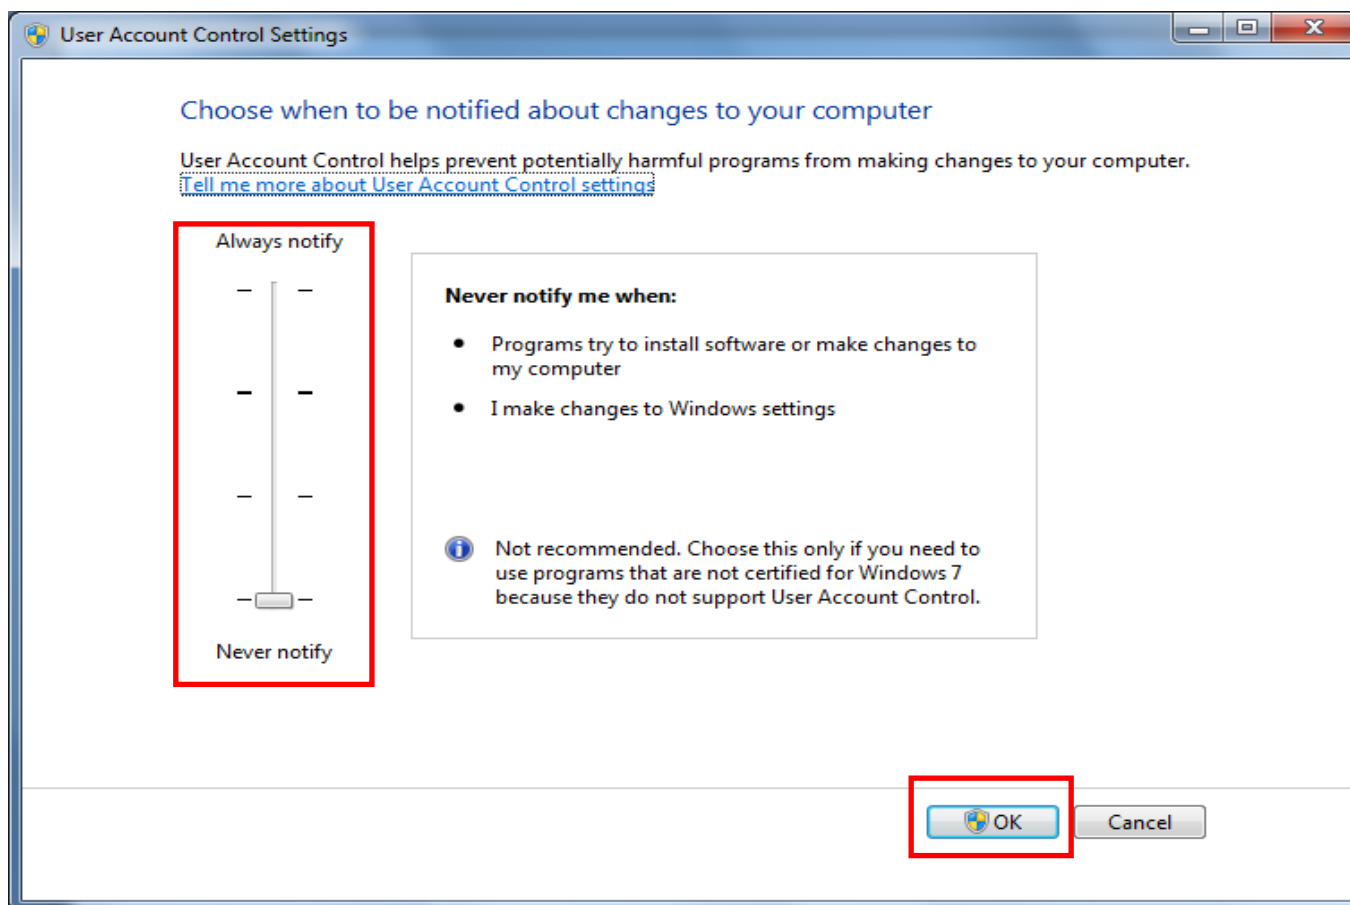 User Account Control Settings
Choose when to be notified about changes to your computer
User Account Control helps prevent potentially harmful programs from making changes to your computer.
Tell me more about User Account Control settings
Always notify
Never notify
Never notify me when:
• Programs try to install software or make changes to
my computer
• I make changes to Windows settings
Not recommended. Choose this only if you need to
use programs that are not certified for Windows 7
because they do not support User Account Control.
OK
Cancel